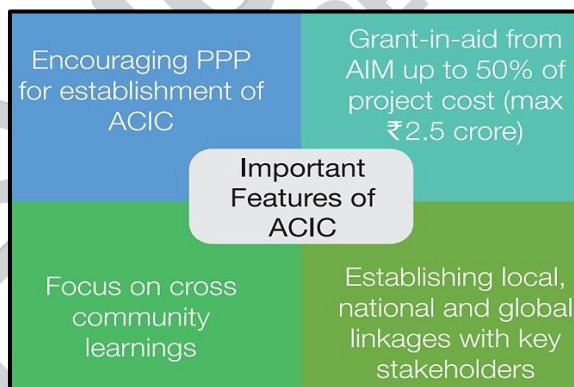 Encouraging PPP
for establishment of
ACIC
Grant-in-aid from
AIM up to 50% of
project cost (max
₹2.5 crore)
Important
Features of
ACIC
Focus on cross
community
learnings
Establishing local,
national and global
linkages with key
stakeholders